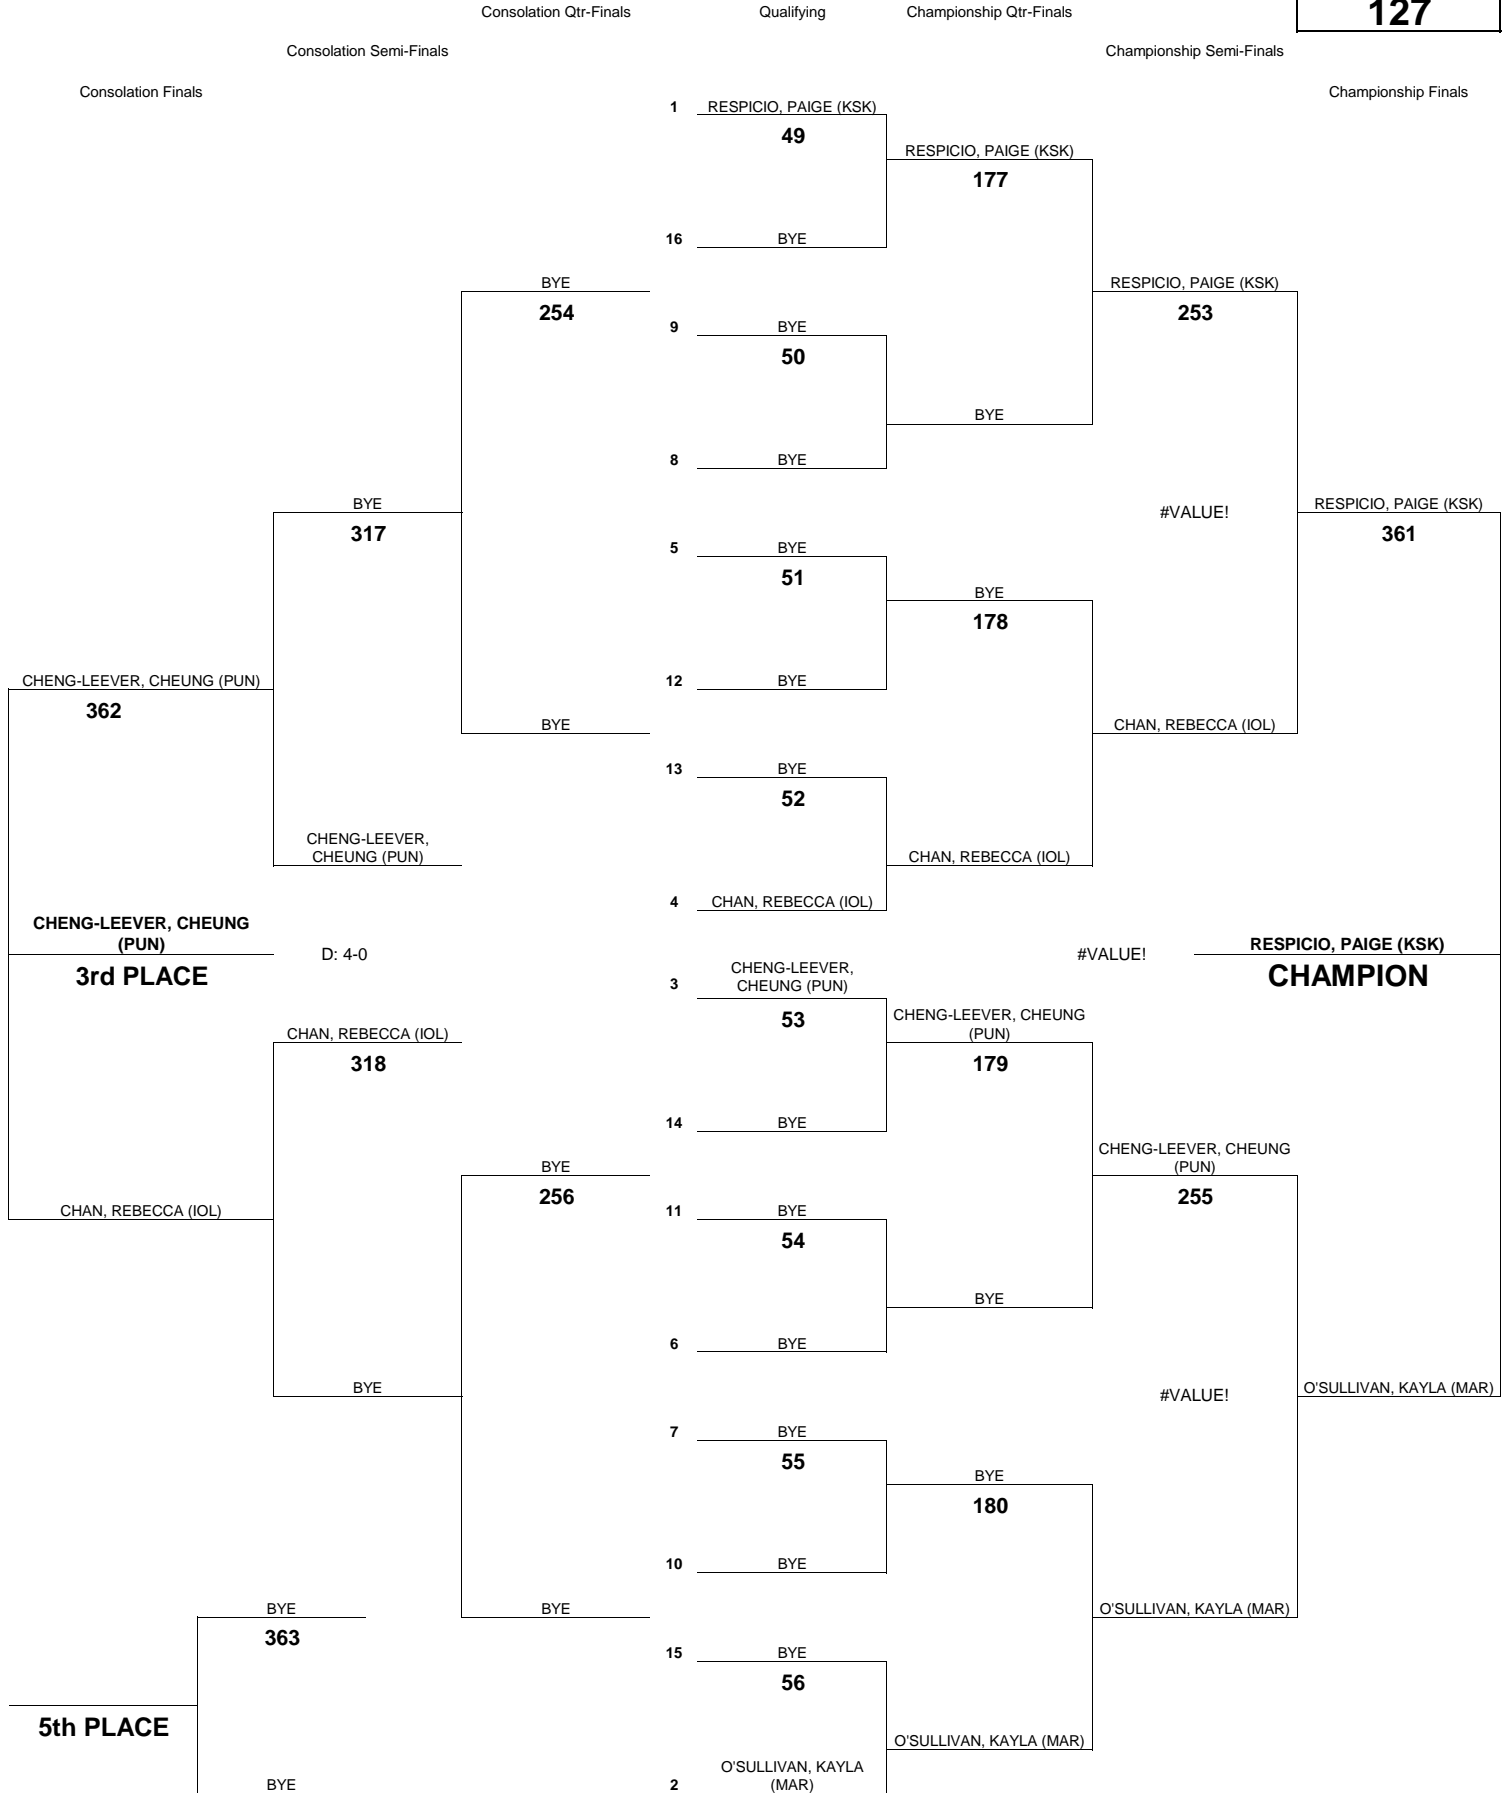 Consolation Qtr-Finals
Qualifying
Championship Qtr-Finals
127
Consolation Semi-Finals
Championship Semi-Finals
Consolation Finals
Championship Finals
1 RESPICIO, PAIGE (KSK)
49
RESPICIO, PAIGE (KSK)
177
16 BYE
BYE
254
RESPICIO, PAIGE (KSK)
253
9 BYE
50
BYE
8 BYE
BYE
317
#VALUE!
RESPICIO, PAIGE (KSK)
361
5 BYE
51
BYE
178
CHENG-LEEVER, CHEUNG (PUN)
362
12 BYE
BYE
CHAN, REBECCA (IOL)
13 BYE
52
CHENG-LEEVER,
CHEUNG (PUN)
CHAN, REBECCA (IOL)
4 CHAN, REBECCA (IOL)
CHENG-LEEVER, CHEUNG
(PUN)
3rd PLACE
D: 4-0
#VALUE!
RESPICIO, PAIGE (KSK)
CHAMPION
3 CHENG-LEEVER,
CHEUNG (PUN)
53
CHENG-LEEVER, CHEUNG
(PUN)
179
CHAN, REBECCA (IOL)
318
14 BYE
BYE
256
CHENG-LEEVER, CHEUNG
(PUN)
255
CHAN, REBECCA (IOL)
11 BYE
54
BYE
6 BYE
BYE
#VALUE!
O'SULLIVAN, KAYLA (MAR)
7 BYE
55
BYE
180
10 BYE
BYE
363
BYE
O'SULLIVAN, KAYLA (MAR)
15 BYE
56
5th PLACE
O'SULLIVAN, KAYLA (MAR)
BYE
2 O'SULLIVAN, KAYLA
(MAR)